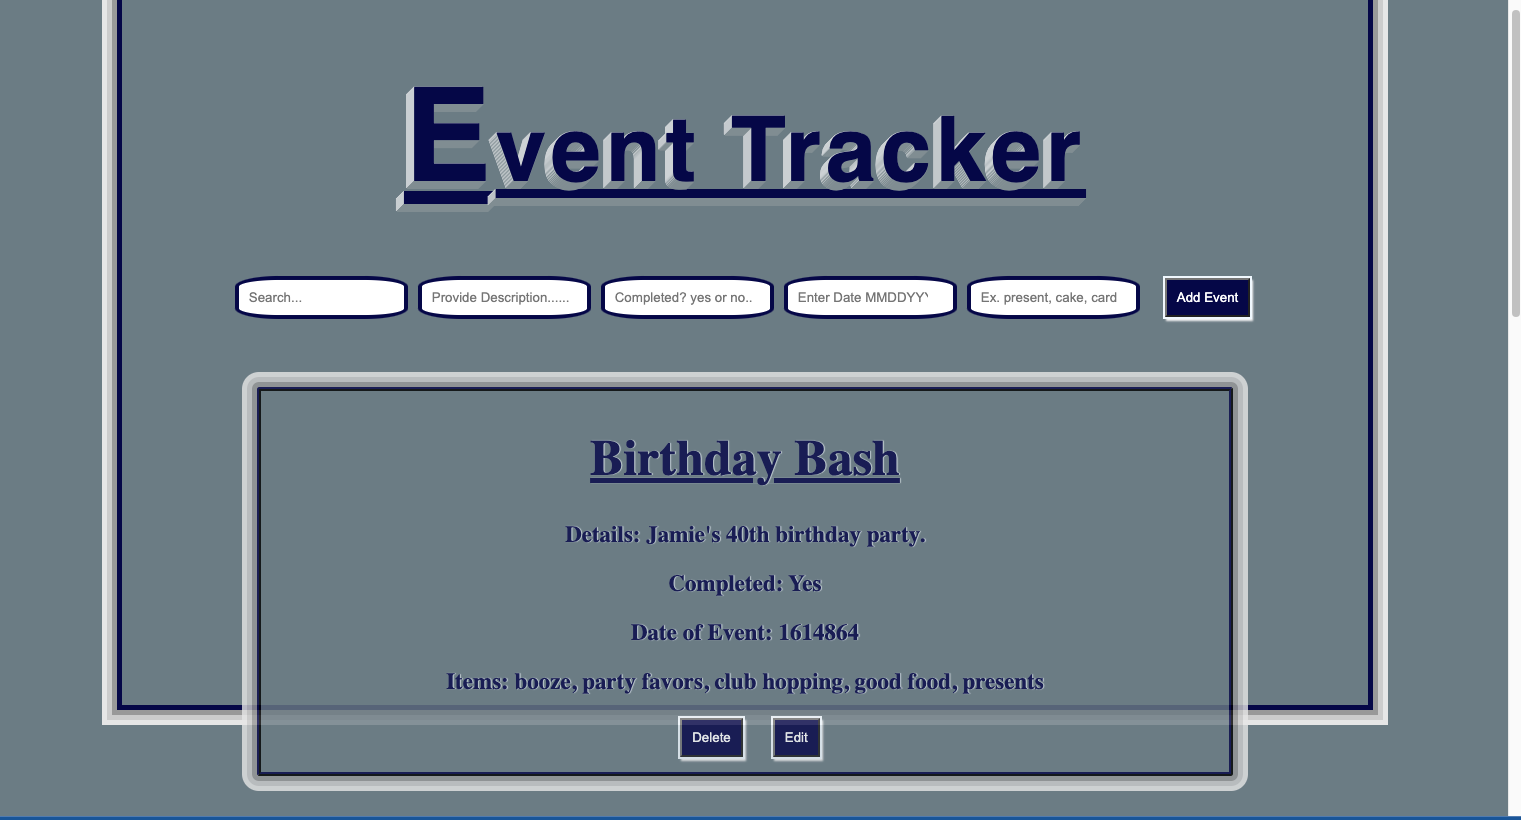 Event Tracker
Search...
Provide Description......
Completed? yes or no..
Enter Date MMDDYY
Ex. present, cake, card
Add Event
Birthday Bash
Details: Jamie's 40th birthday party.
Completed: Yes
Date of Event: 1614864
Items: booze, party favors, club hopping, good food, presents
Delete
Edit